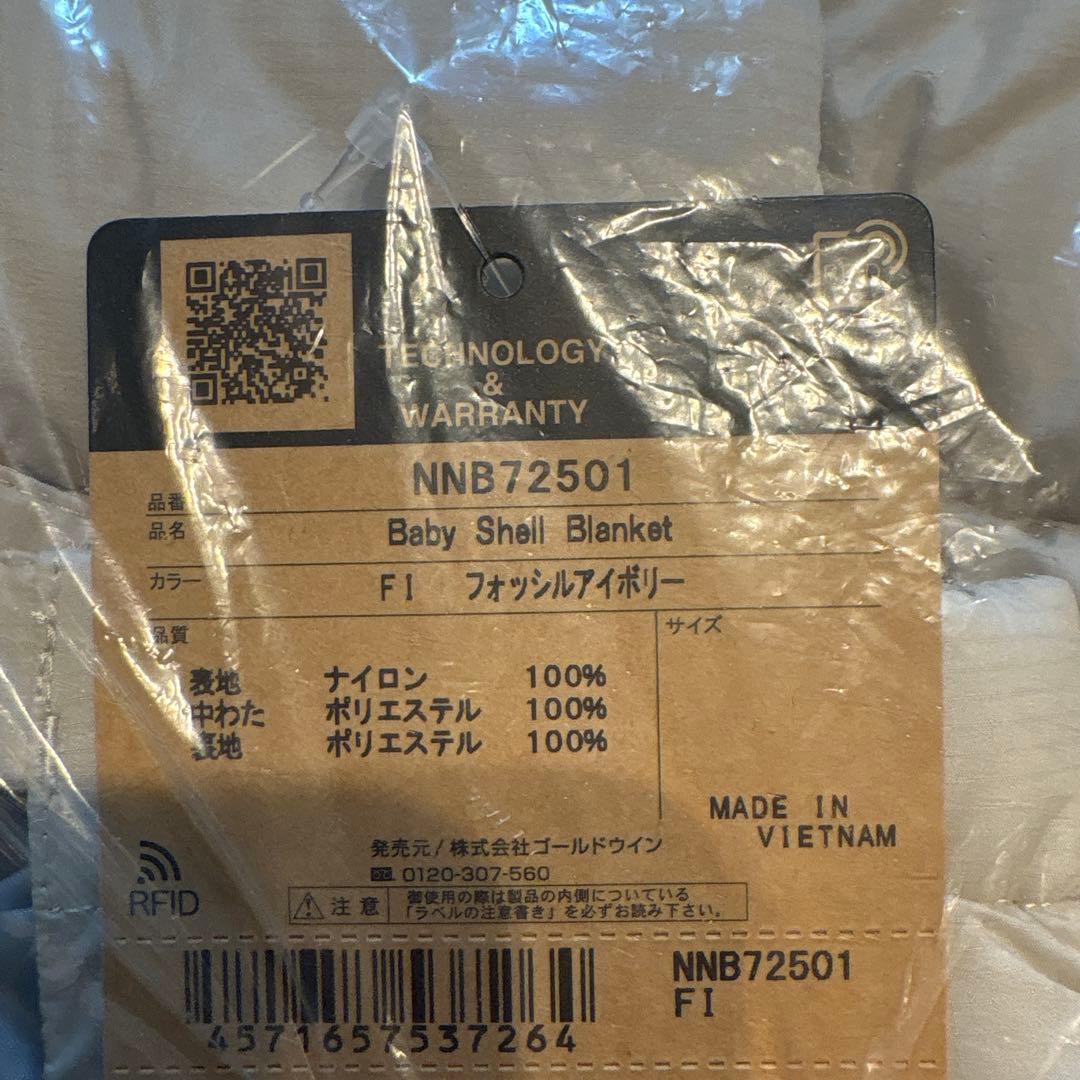 RFID
TECHNOLOGY
&
WARRANTY
品番 NNB72501
品名 Baby Shell Blanket
カラー FI フォッシルアイボリー
品質 サイズ
表地 ナイロン 100%
中わた ポリエステル 100%
裏地 ポリエステル 100%
MADE IN
VIETNAM
発売元/株式会社ゴールドウイン
0120-307-560
RFID
注意 御使用の際は製品の内側についている
「ラベルの注意書き」を必ずお読み下さい。
NNB72501
FI
4571657537264